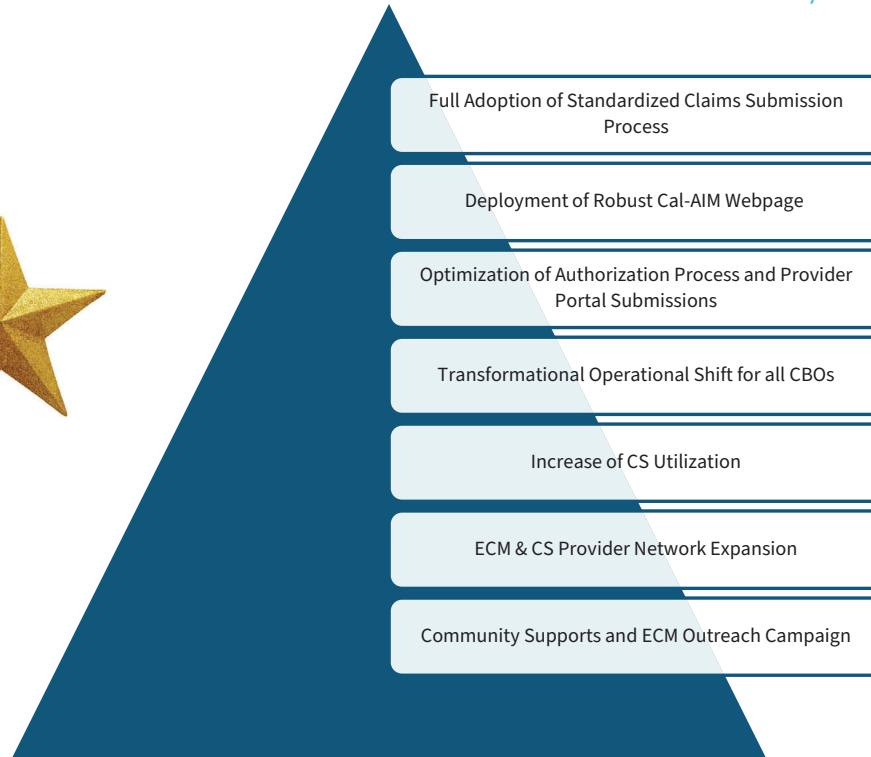 Full Adoption of Standardized Claims Submission
Process
Deployment of Robust Cal-AIM Webpage
Optimization of Authorization Process and Provider
Portal Submissions
Transformational Operational Shift for all CBOs
Increase of CS Utilization
ECM & CS Provider Network Expansion
Community Supports and ECM Outreach Campaign